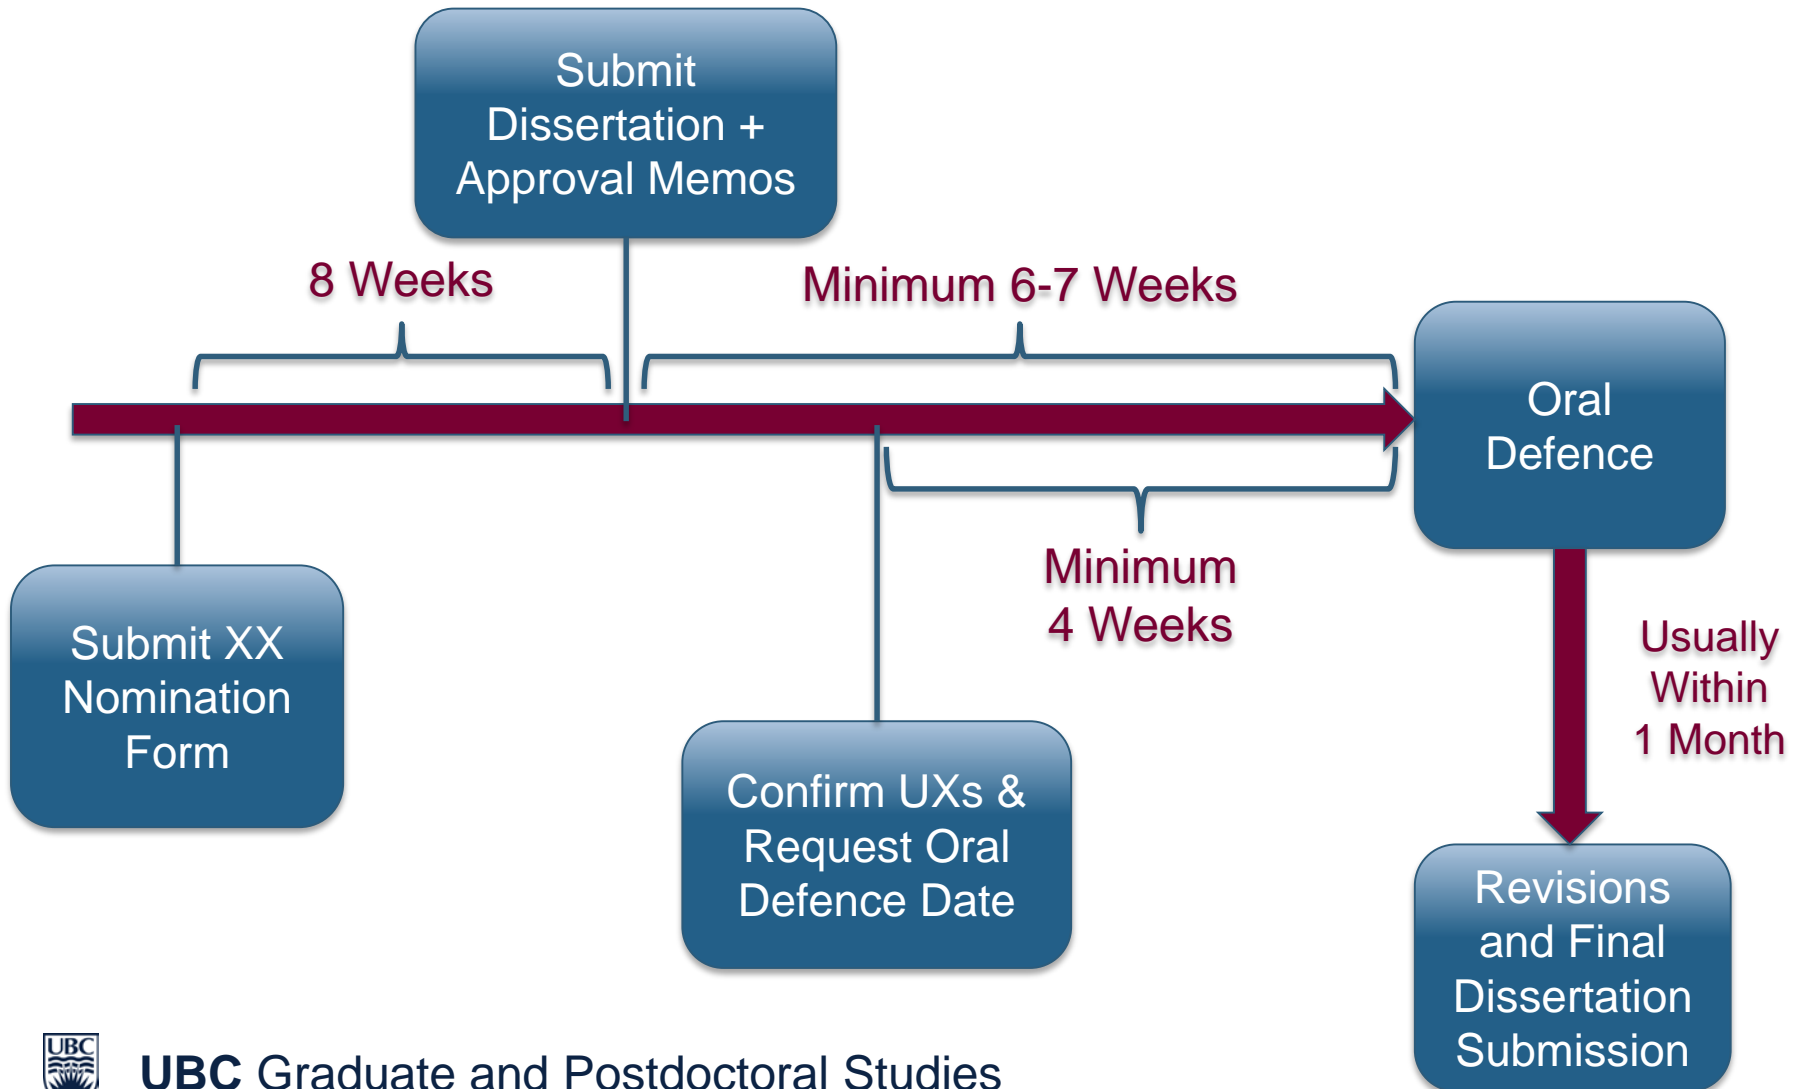 Submit
Dissertation +
Approval Memos
8 Weeks
Minimum 6-7 Weeks
Oral
Defence
Minimum
4 Weeks
Submit XX
Nomination
Form
Usually
Within
1 Month
Confirm UXs &
Request Oral
Defence Date
Revisions
and Final
Dissertation
Submission
UBC
UBC Graduate and Postdoctoral Studies